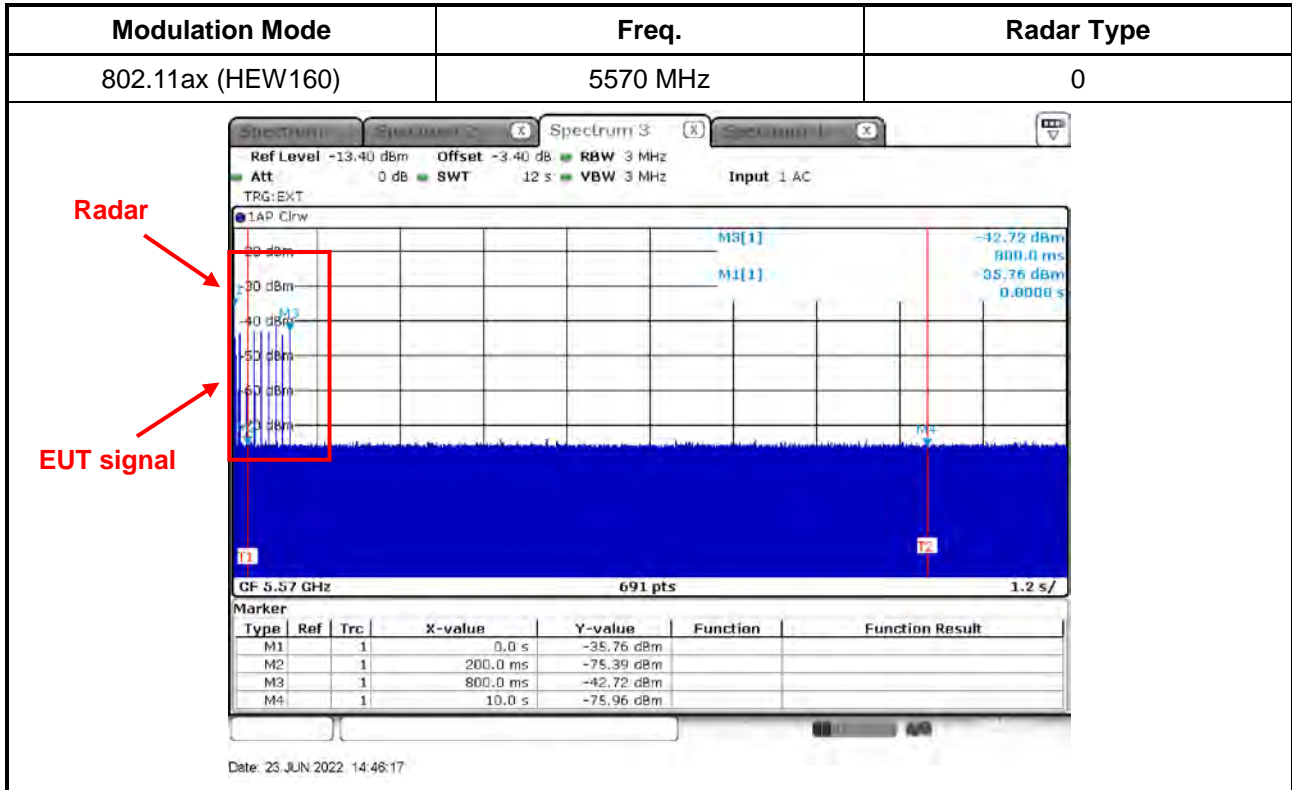 Modulation Mode Freq. Radar Type
802.11ax (HEW160) 5570 MHz 0
Spectrum 3
Ref Level -13.40 dBm Offset -3.40 dB RBW 3 MHz
Att 0 dB SWT 12 s VBW 3 MHz Input 1 AC
TRG:EXT
1AP Clrw
Radar
EUT signal
M3[1] -42.72 dBm
800.0 ms
M1[1] -35.76 dBm
0.0000 s
-20 dBm
-30 dBm
-40 dBm
M3
-50 dBm
-60 dBm
-70 dBm
M4
T1
T2
CF 5.57 GHz 691 pts 1.2 s/
Marker
Type Ref Trc X-value Y-value Function Function Result
M1 1 0.0 s -35.76 dBm
M2 1 200.0 ms -75.39 dBm
M3 1 800.0 ms -42.72 dBm
M4 1 10.0 s -75.96 dBm
Date: 23.JUN.2022 14:46:17